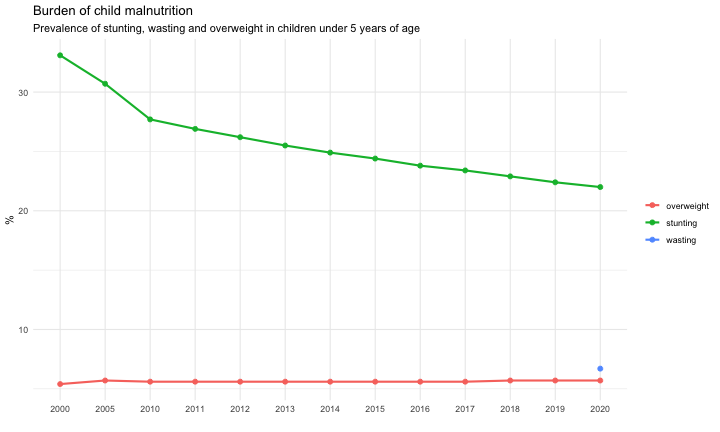 Burden of child malnutrition
Prevalence of stunting, wasting and overweight in children under 5 years of age
30
20
10
%
2000 2005 2010 2011 2012 2013 2014 2015 2016 2017 2018 2019 2020
overweight
stunting
wasting